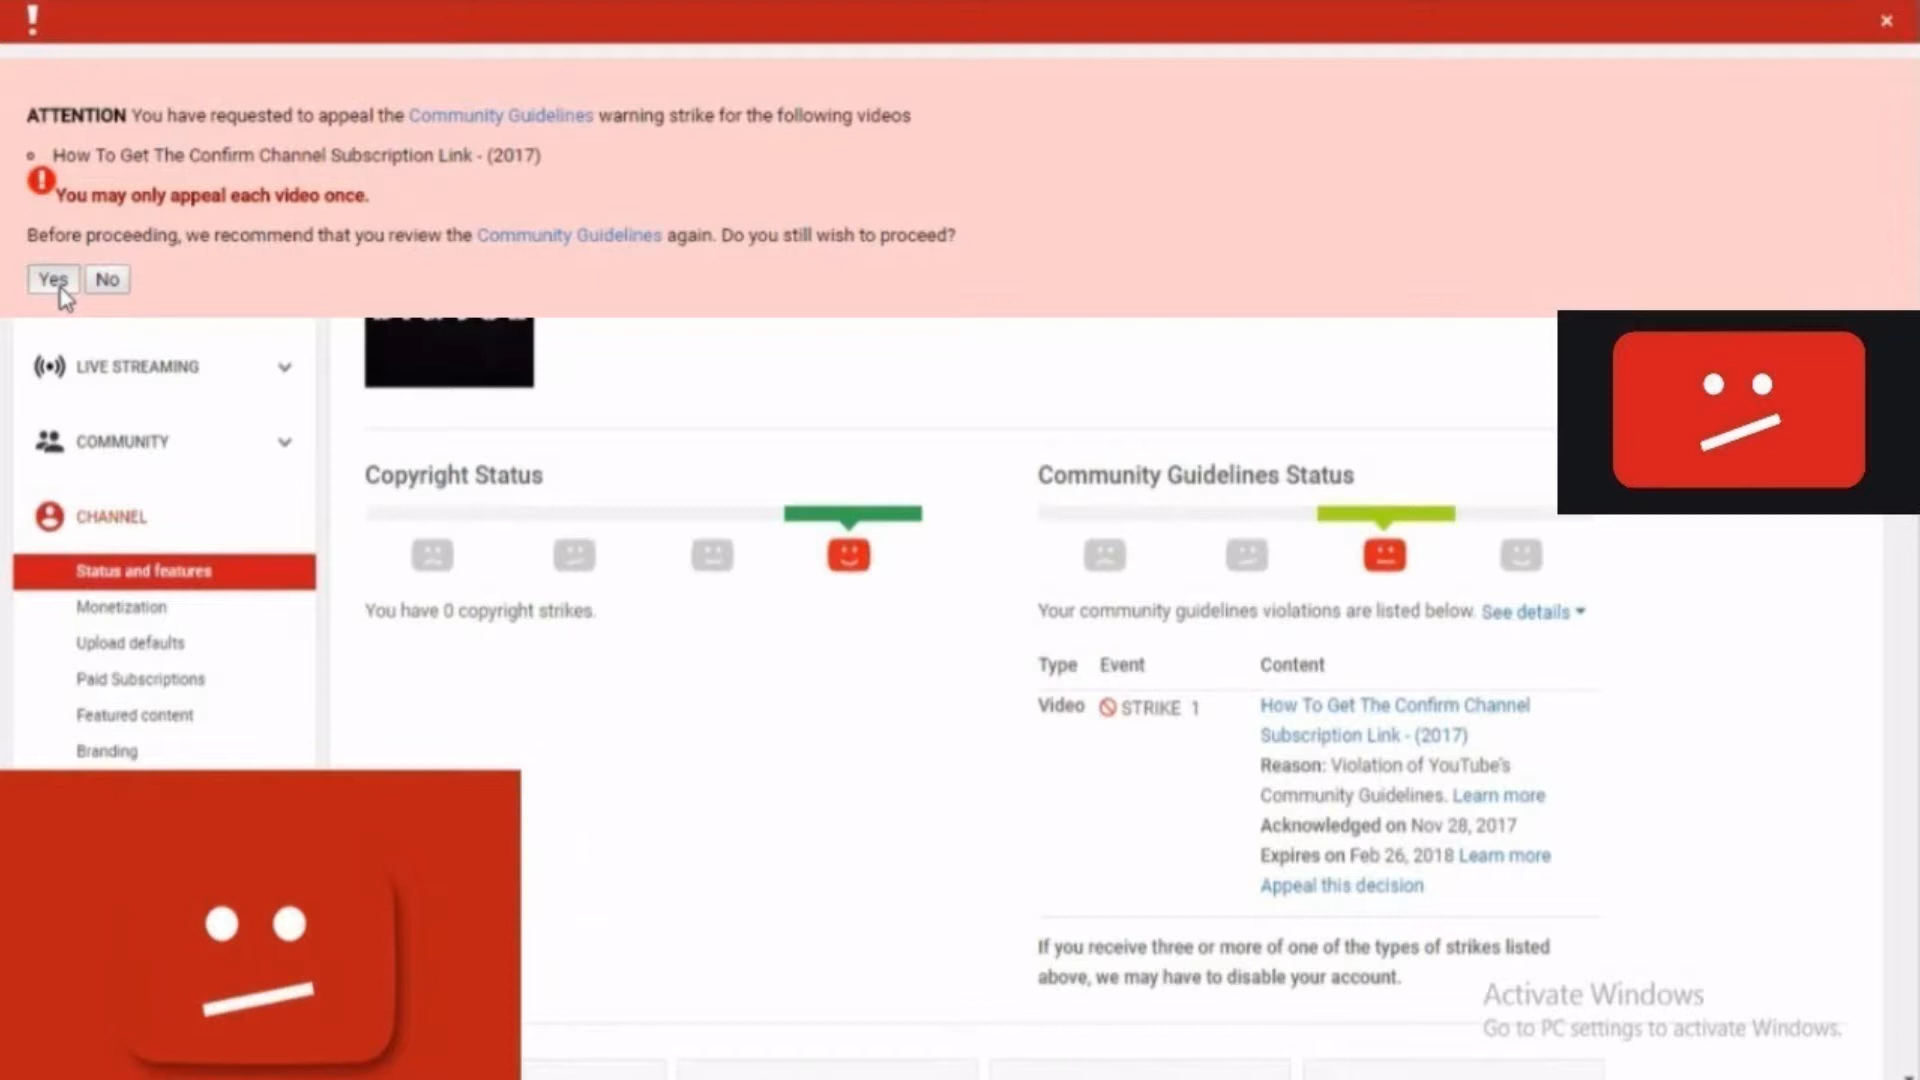 ATTENTION You have requested to appeal the Community Guidelines warning strike for the following videos
How To Get The Confirm Channel Subscription Link - (2017)
You may only appeal each video once.
Before proceeding, we recommend that you review the Community Guidelines again. Do you still wish to proceed?
Yes No
LIVE STREAMING
COMMUNITY
CHANNEL
Status and features
Monetization
Upload defaults
Paid Subscriptions
Featured content
Branding
Copyright Status
You have 0 copyright strikes.
Community Guidelines Status
Your community guidelines violations are listed below. See details
Type Event Content
Video STRIKE 1 How To Get The Confirm Channel
Subscription Link - (2017)
Reason: Violation of YouTube's
Community Guidelines. Learn more
Acknowledged on Nov 28, 2017
Expires on Feb 26, 2018 Learn more
Appeal this decision
If you receive three or more of one of the types of strikes listed
above, we may have to disable your account.
Activate Windows
Go to PC settings to activate Windows.